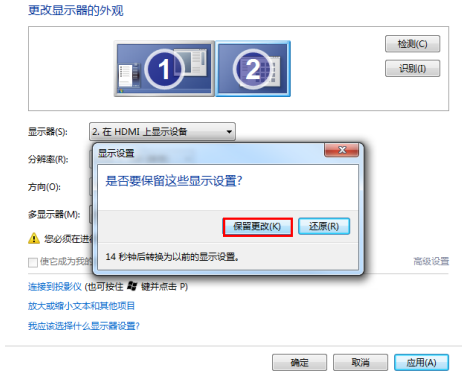 更改显示器的外观
检测(C)
识别(I)
1
2
显示器(S): 2. 在 HDMI 上显示设备
分辨率(R):
方向(O):
多显示器(M):
显示设置
是否要保留这些显示设置?
保留更改(K) 还原(R)
14 秒钟后转换为以前的显示设置。
您必须在进
使它成为我的
高级设置
连接到投影仪 (也可按住 键并点击 P)
放大或缩小文本和其他项目
我应该选择什么显示器设置?
确定 取消 应用(A)